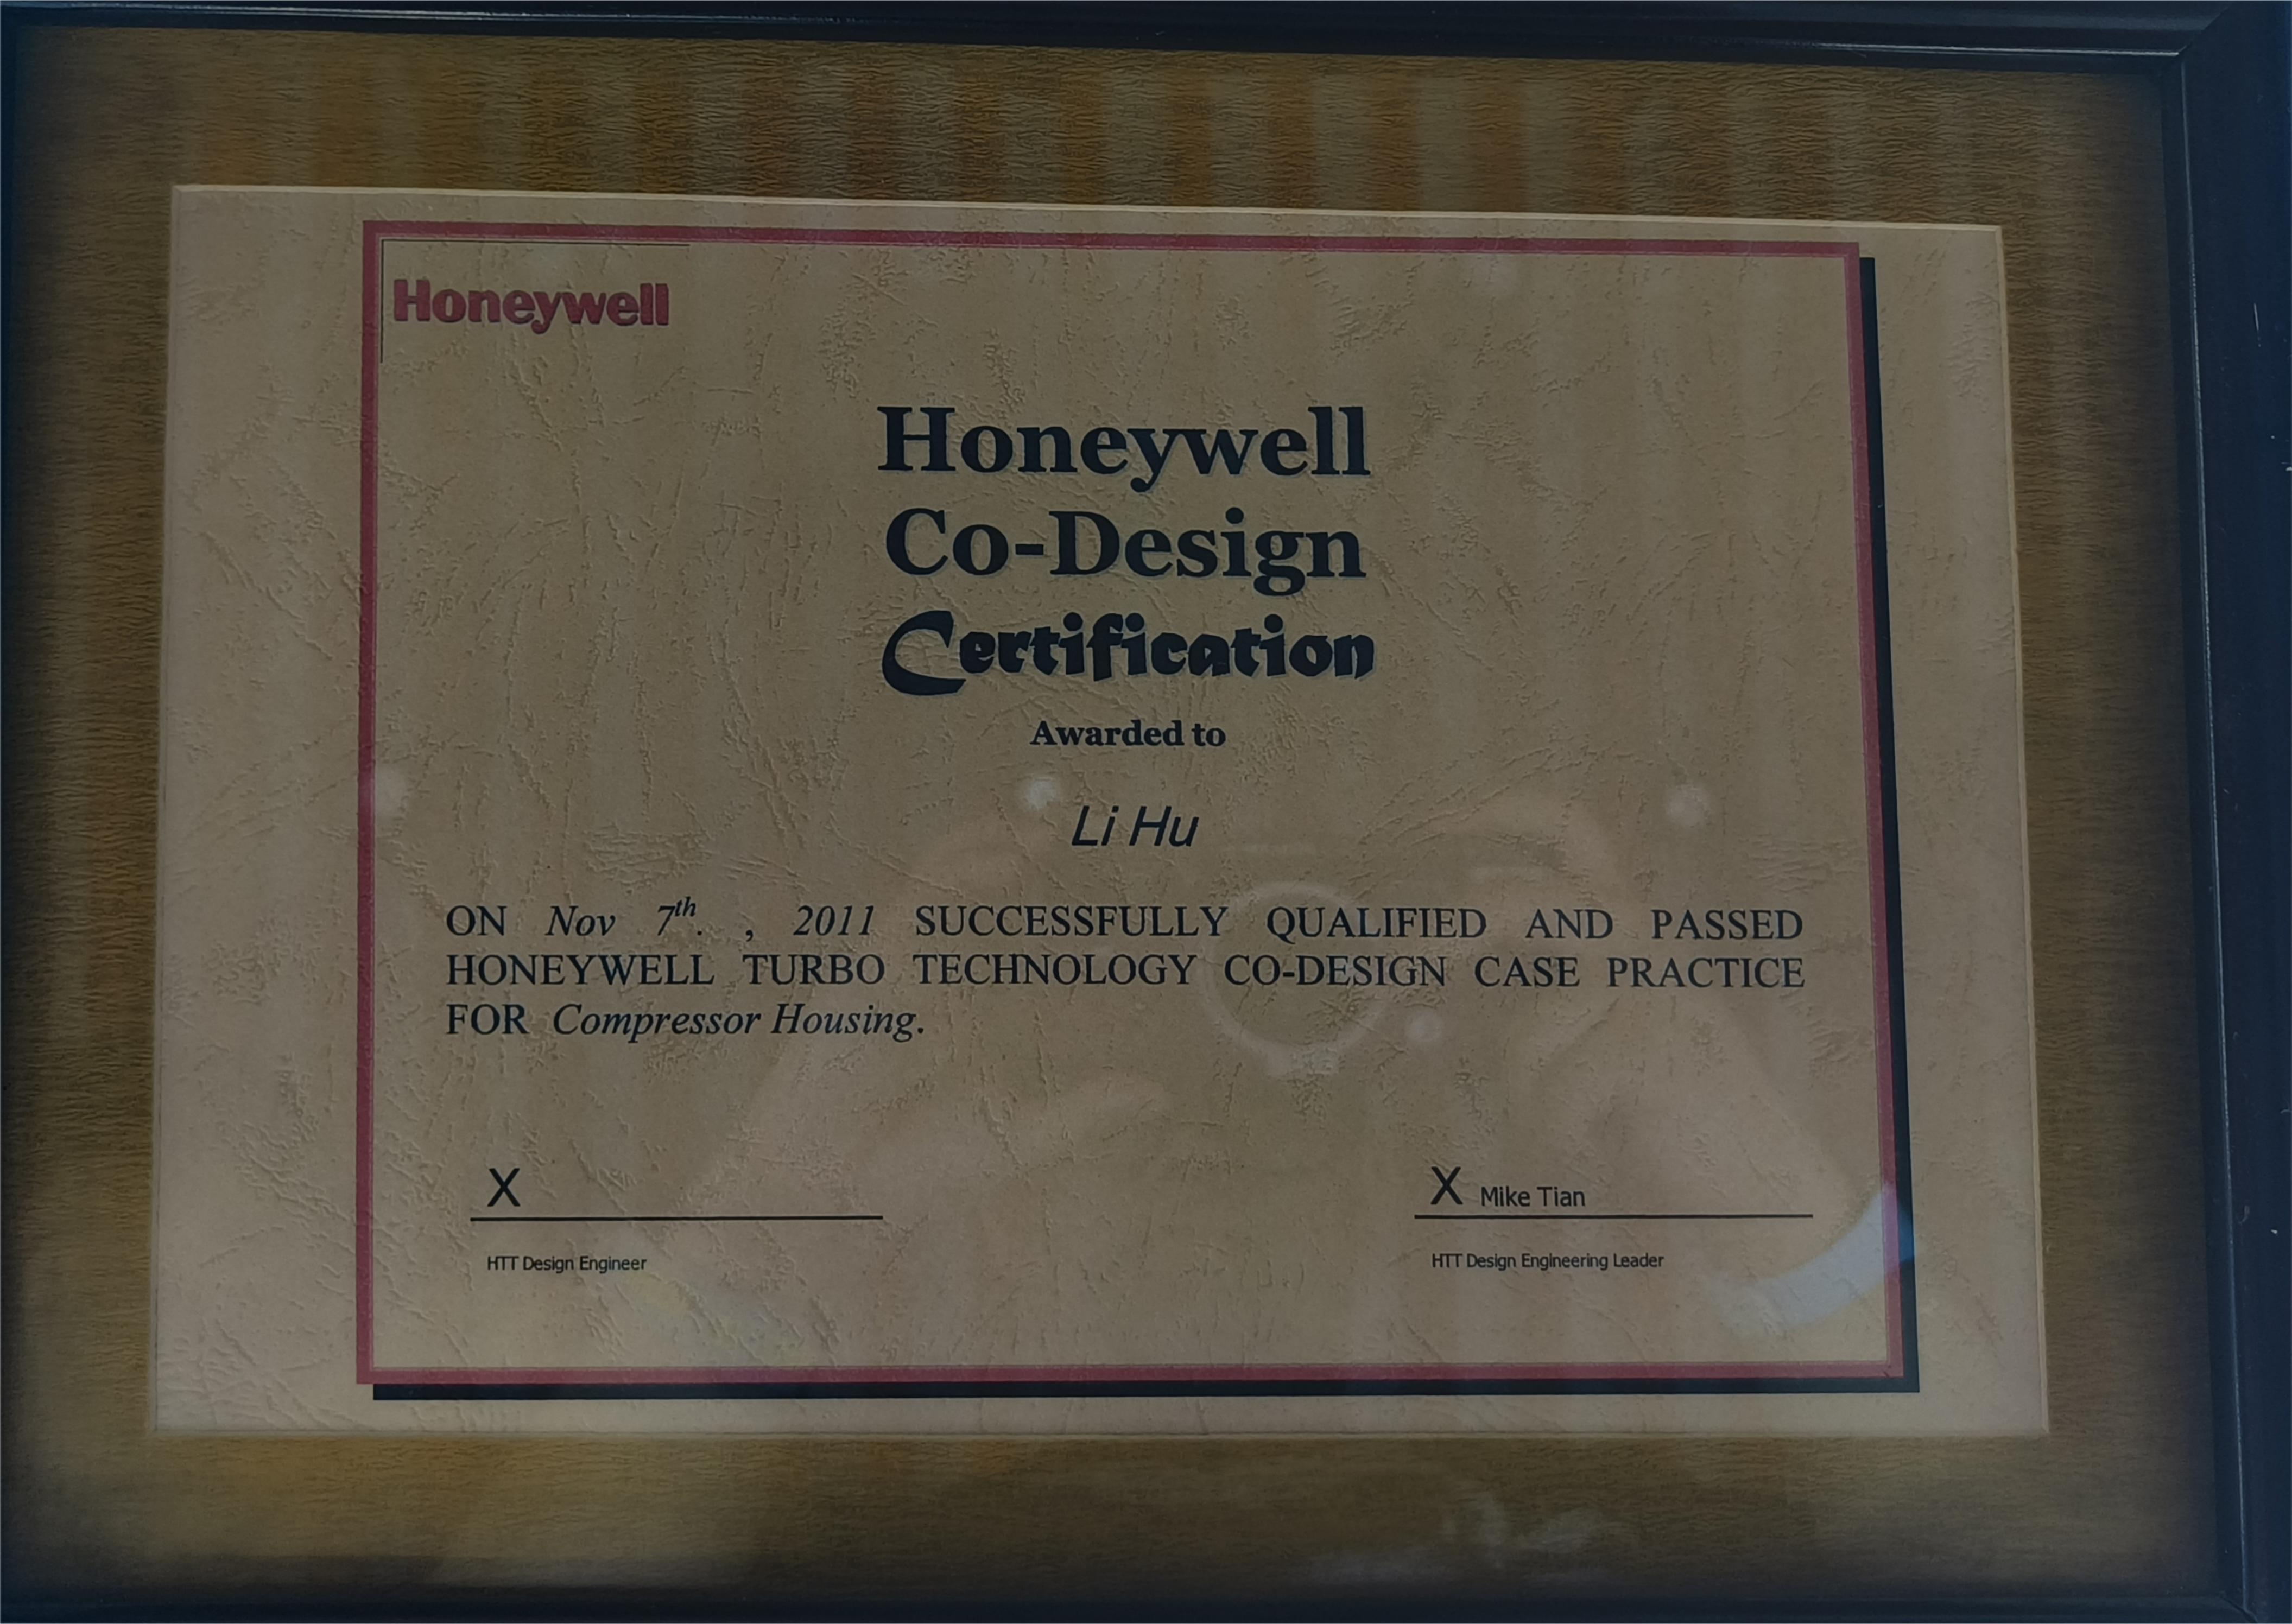 Honeywell
Honeywell
Co-Design
Certification
Awarded to
Li Hu
ON Nov 7th. , 2011 SUCCESSFULLY QUALIFIED AND PASSED
HONEYWELL TURBO TECHNOLOGY CO-DESIGN CASE PRACTICE
FOR Compressor Housing.
X
X Mike Tian
HTT Design Engineer
HTT Design Engineering Leader